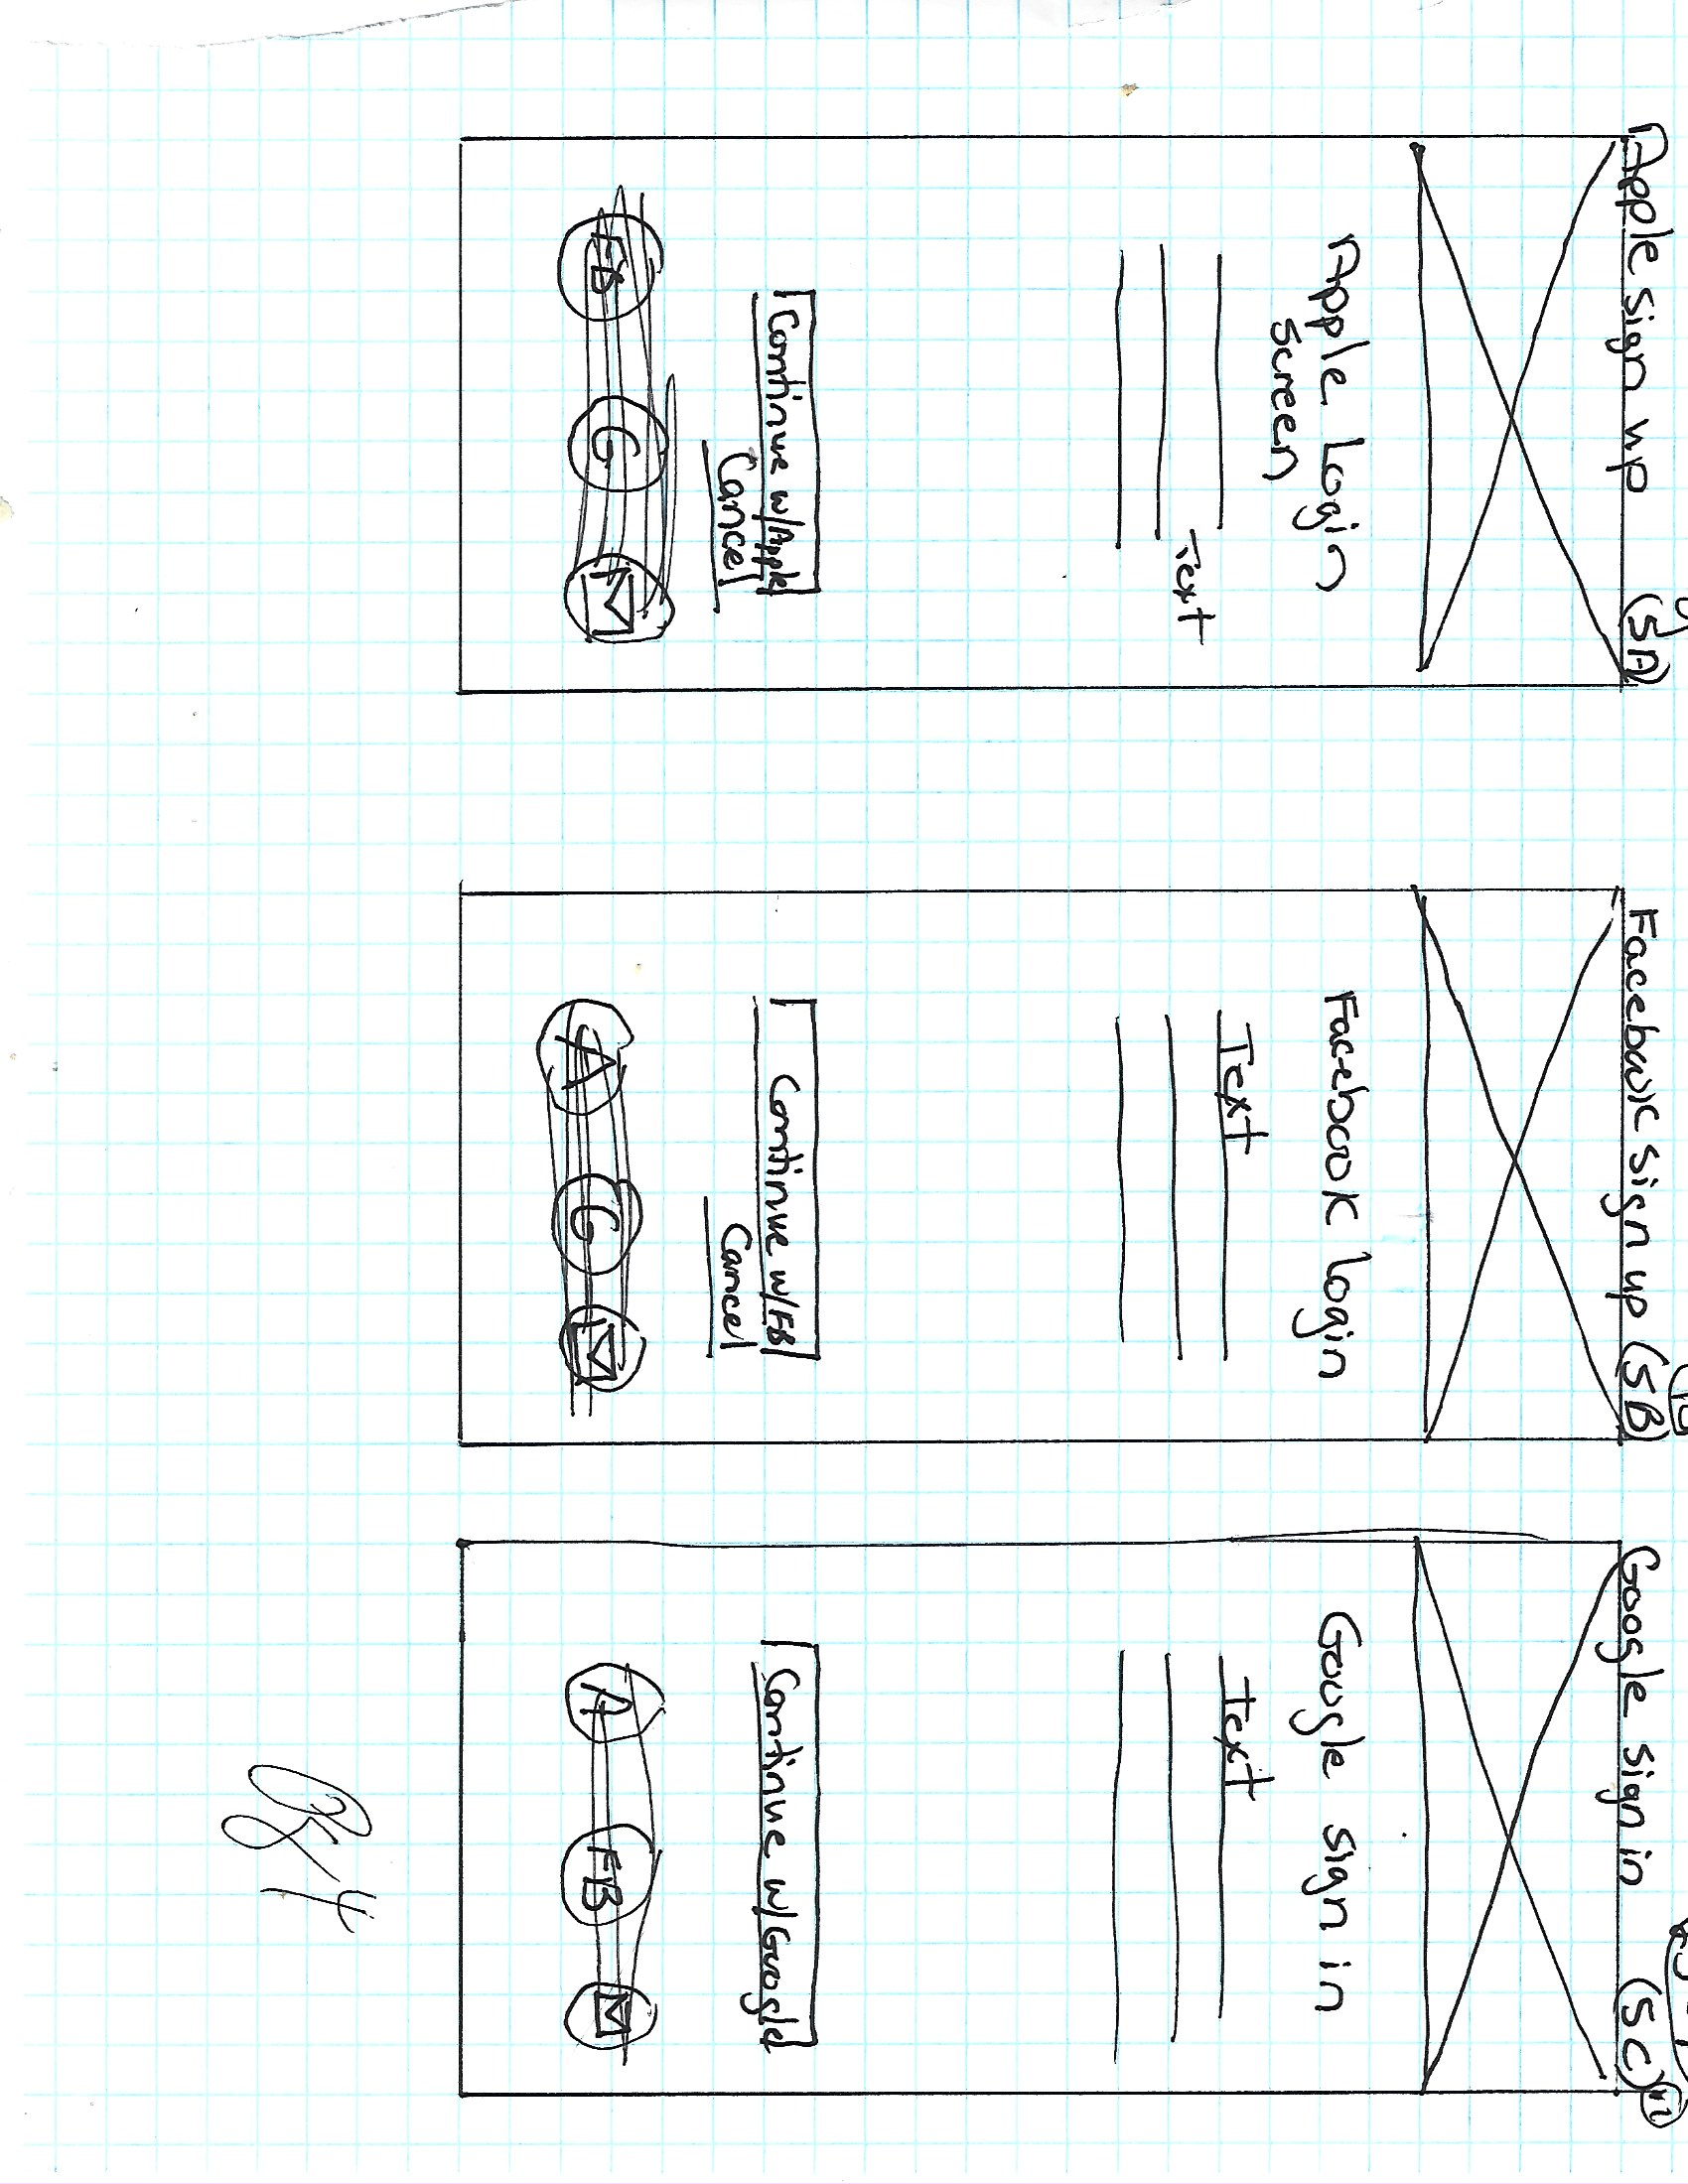 Apple sign up (5A)
Apple Login
Screen
Text
Continue w/Apple
Cancel
FB G
Facebook sign up (5B)
Facebook login
Text
Continue w/FB
Cancel
A G
Google sign in (5C)
Google sign in
Text
Continue w/Google
A FB